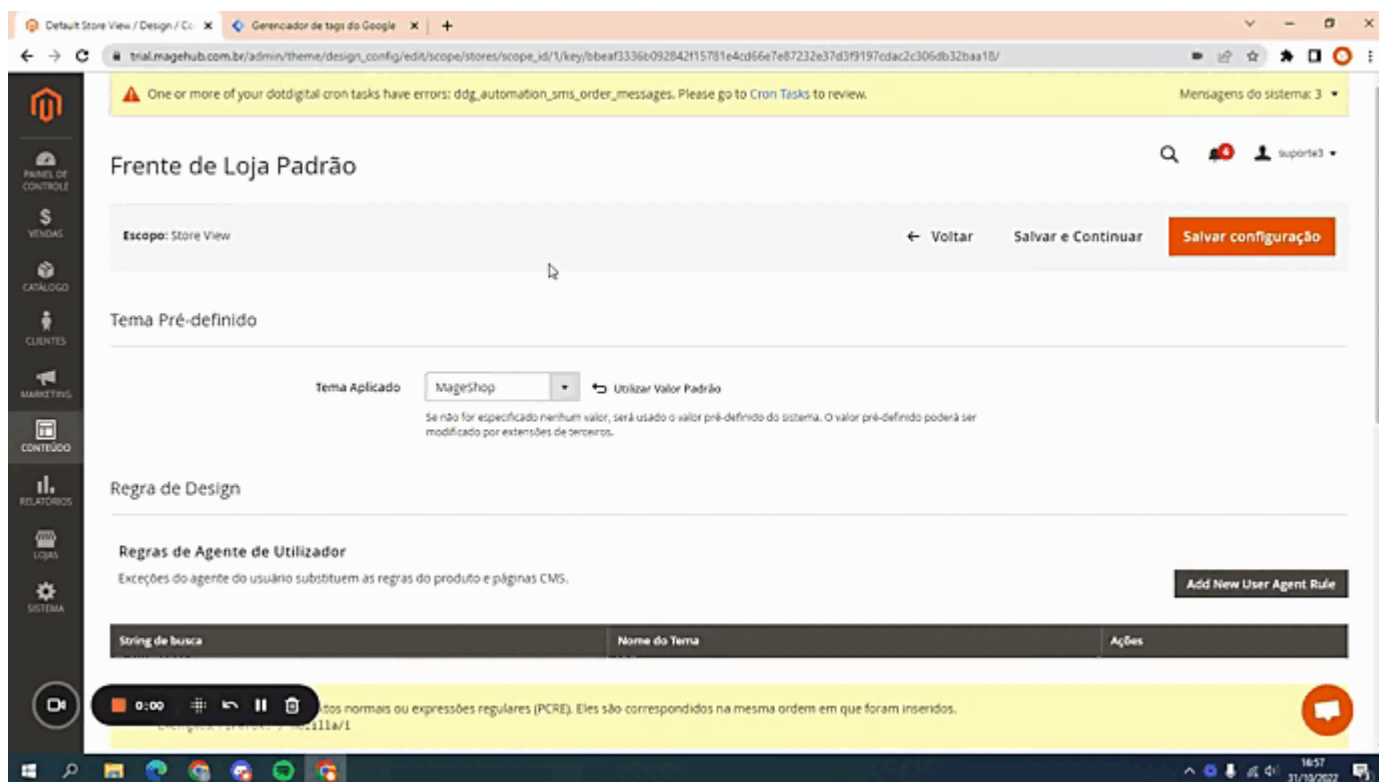 Default Store View / Design / Co
Gerenciador de tags do Google
trial.magehub.com.br/admin/theme/design_config/edit/scope/stores/scope_id/1/key/
One or more of your dotdigital cron tasks have errors: ddg_automation_sms_order_messages. Please go to Cron Tasks to review.
Mensagens do sistema: 3
Frente de Loja Padrão
suporte3
Escopo: Store View
Voltar
Salvar e Continuar
Salvar configuração
PAINEL DE
CONTROLE
VENDAS
CATÁLOGO
CLIENTES
MARKETING
CONTEÚDO
RELATÓRIOS
LOJAS
SISTEMA
Tema Pré-definido
Tema Aplicado
MageShop
Utilizar Valor Padrão
Se não for especificado nenhum valor, será usado o valor pré-definido do sistema. O valor pré-definido poderá ser
modificado por extensões de terceiros.
Regra de Design
Regras de Agente de Utilizador
Exceções do agente do usuário substituem as regras do produto e páginas CMS.
Add New User Agent Rule
String de busca
Nome do Tema
Ações
0:00
tos normais ou expressões regulares (PCRE). Eles são correspondidos na mesma ordem em que foram inseridos.
16:57
31/10/2022